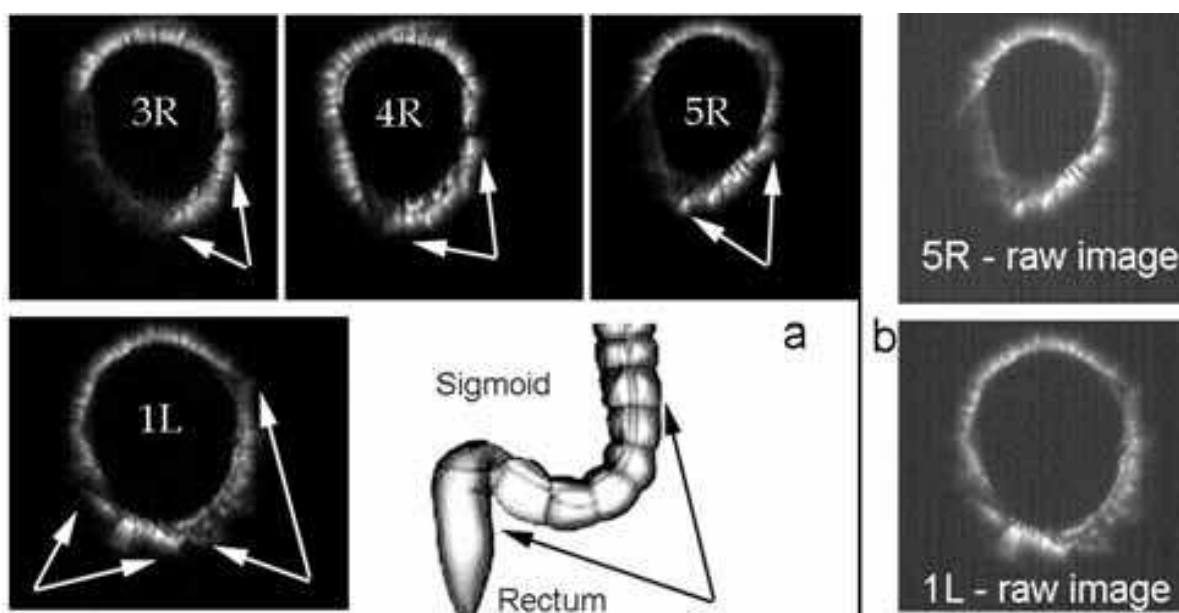 3R
4R
5R
5R - raw image
1L
Sigmoid
Rectum
a
b
1L - raw image